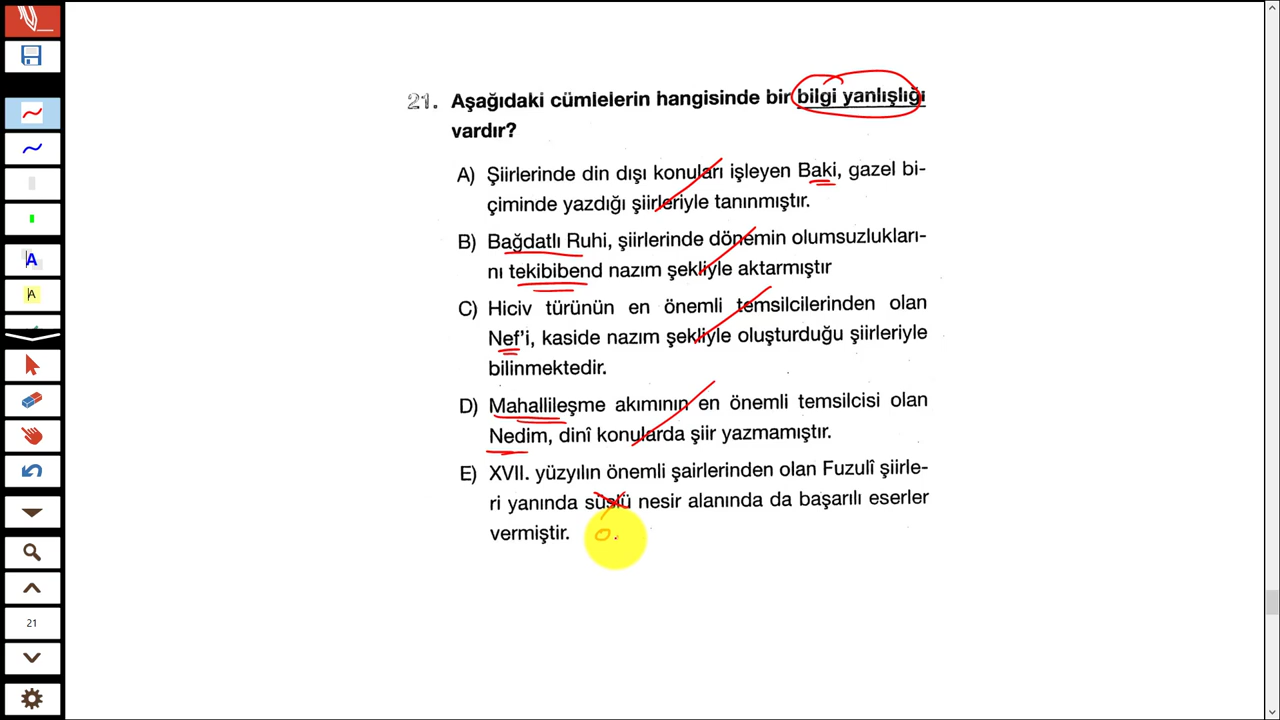 21. Aşağıdaki cümlelerin hangisinde bir bilgi yanlışlığı
vardır?
A) Şiirlerinde din dışı konuları işleyen Baki, gazel bi-
çiminde yazdığı şiirleriyle tanınmıştır.
B) Bağdatlı Ruhi, şiirlerinde dönemin olumsuzlukları-
nı tekibibend nazım şekliyle aktarmıştır
C) Hiciv türünün en önemli temsilcilerinden olan
Nef'i, kaside nazım şekliyle oluşturduğu şiirleriyle
bilinmektedir.
D) Mahallileşme akımının en önemli temsilcisi olan
Nedim, dinî konularda şiir yazmamıştır.
E) XVII. yüzyılın önemli şairlerinden olan Fuzulî şiirle-
ri yanında süslü nesir alanında da başarılı eserler
vermiştir. O.
A
A
21